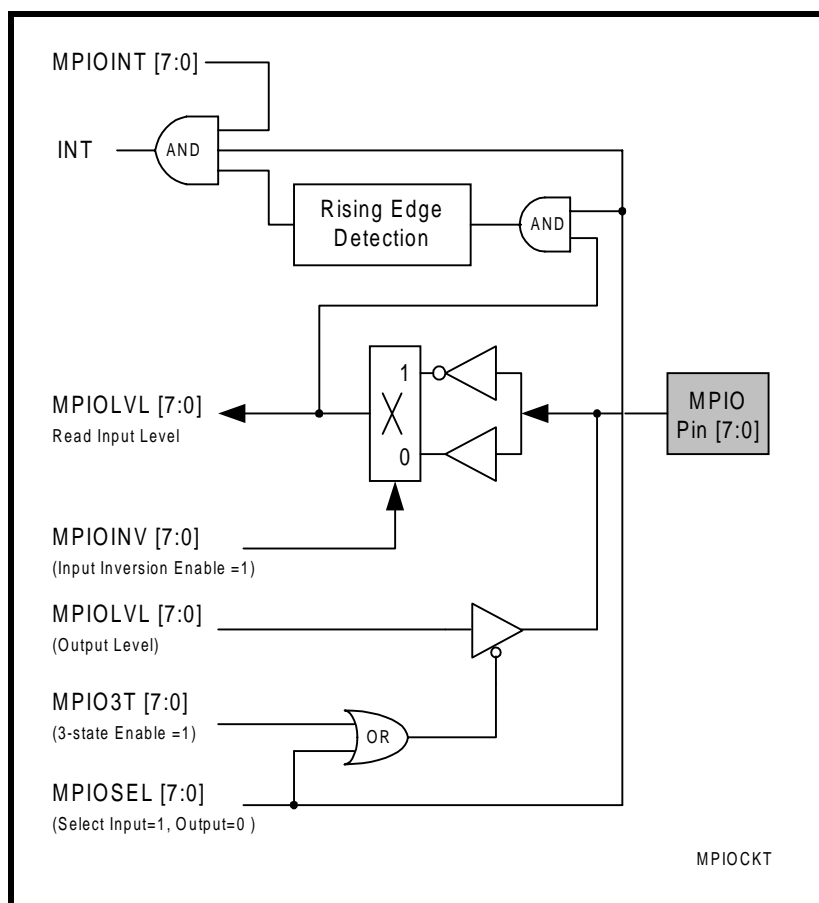 MPIOINT [7:0]
INT
AND
Rising Edge
Detection
AND
1
MPIOLVL [7:0]
Read Input Level
MPIO
Pin [7:0]
0
MPIOINV [7:0]
(Input Inversion Enable =1)
MPIOLVL [7:0]
(Output Level)
MPIO3T [7:0]
(3-state Enable =1)
OR
MPIOSEL [7:0]
(Select Input=1, Output=0 )
MPIOCKT